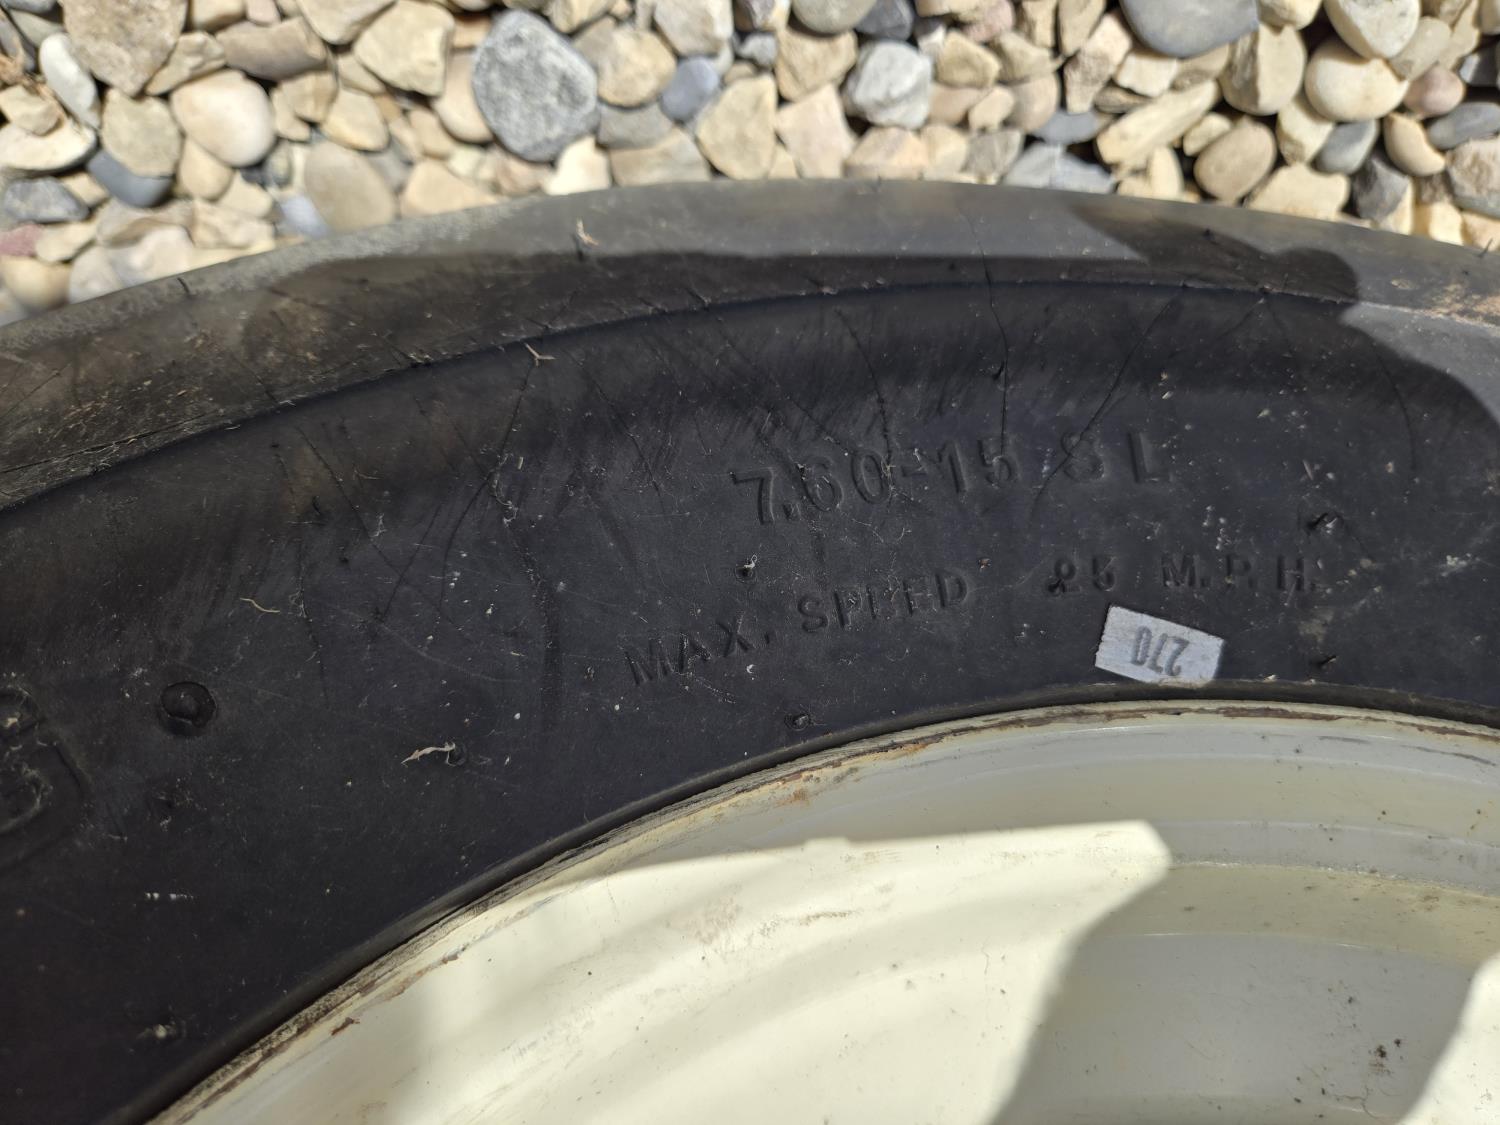 7.60-15 SL
MAX. SPEED 25 M.P.H.
270